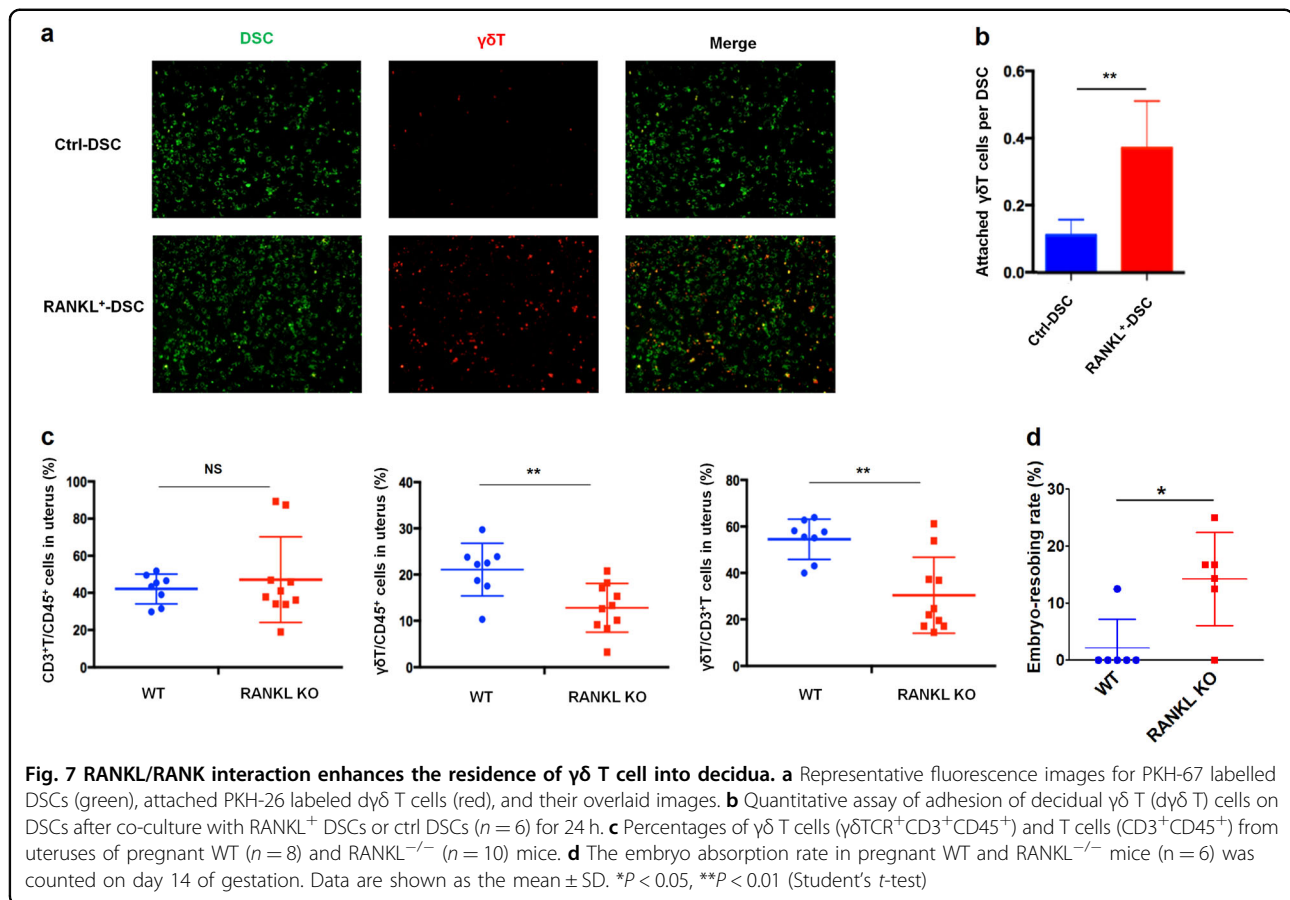 a
DSC
γδT
Merge
Ctrl-DSC
RANKL⁺-DSC
b
Attached γδT cells per DSC
0.6
0.4
0.2
0.0
**
Ctrl-DSC
RANKL⁺-DSC
c
CD3⁺T/CD45⁺ cells in uterus (%)
100
80
60
40
20
0
NS
WT
RANKL KO
γδT/CD45⁺ cells in uterus (%)
40
30
20
10
0
**
WT
RANKL KO
γδT/CD3⁺T cells in uterus (%)
80
60
40
20
0
**
WT
RANKL KO
d
Embryo-resobing rate (%)
30
20
10
0
*
WT
RANKL KO
Fig. 7 RANKL/RANK interaction enhances the residence of γδ T cell into decidua. a Representative fluorescence images for PKH-67 labelled
DSCs (green), attached PKH-26 labeled dγδ T cells (red), and their overlaid images. b Quantitative assay of adhesion of decidual γδ T (dγδ T) cells on
DSCs after co-culture with RANKL⁺ DSCs or ctrl DSCs (n = 6) for 24 h. c Percentages of γδ T cells (γδTCR⁺CD3⁺CD45⁺) and T cells (CD3⁺CD45⁺) from
uteruses of pregnant WT (n = 8) and RANKL⁻/⁻ (n = 10) mice. d The embryo absorption rate in pregnant WT and RANKL⁻/⁻ mice (n = 6) was
counted on day 14 of gestation. Data are shown as the mean ± SD. *P < 0.05, **P < 0.01 (Student's t-test)